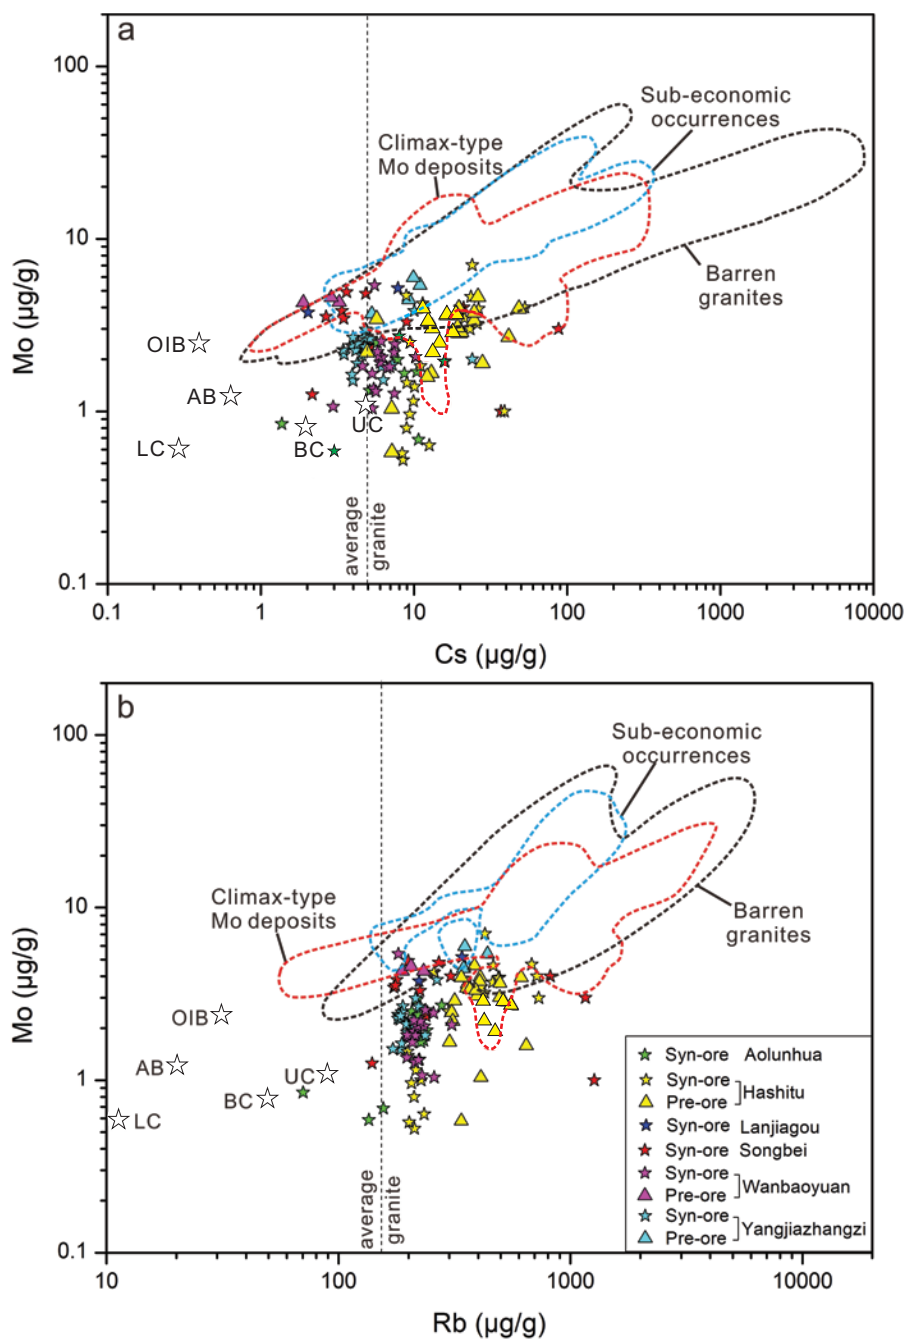 a
100
10
1
0.1
Mo (µg/g)
Sub-economic
occurrences
Climax-type
Mo deposits
Barren
granites
OIB
AB
LC
BC
UC
average
granite
0.1
1
10
100
1000
10000
Cs (µg/g)
b
100
10
1
0.1
Mo (µg/g)
Sub-economic
occurrences
Climax-type
Mo deposits
Barren
granites
OIB
AB
UC
BC
LC
average
granite
Syn-ore Aolunhua
Syn-ore
Hashitu
Pre-ore
Syn-ore Lanjiagou
Syn-ore Songbei
Syn-ore
Wanbaoyuan
Pre-ore
Syn-ore
Yangjiazhangzi
Pre-ore
10
100
1000
10000
Rb (µg/g)